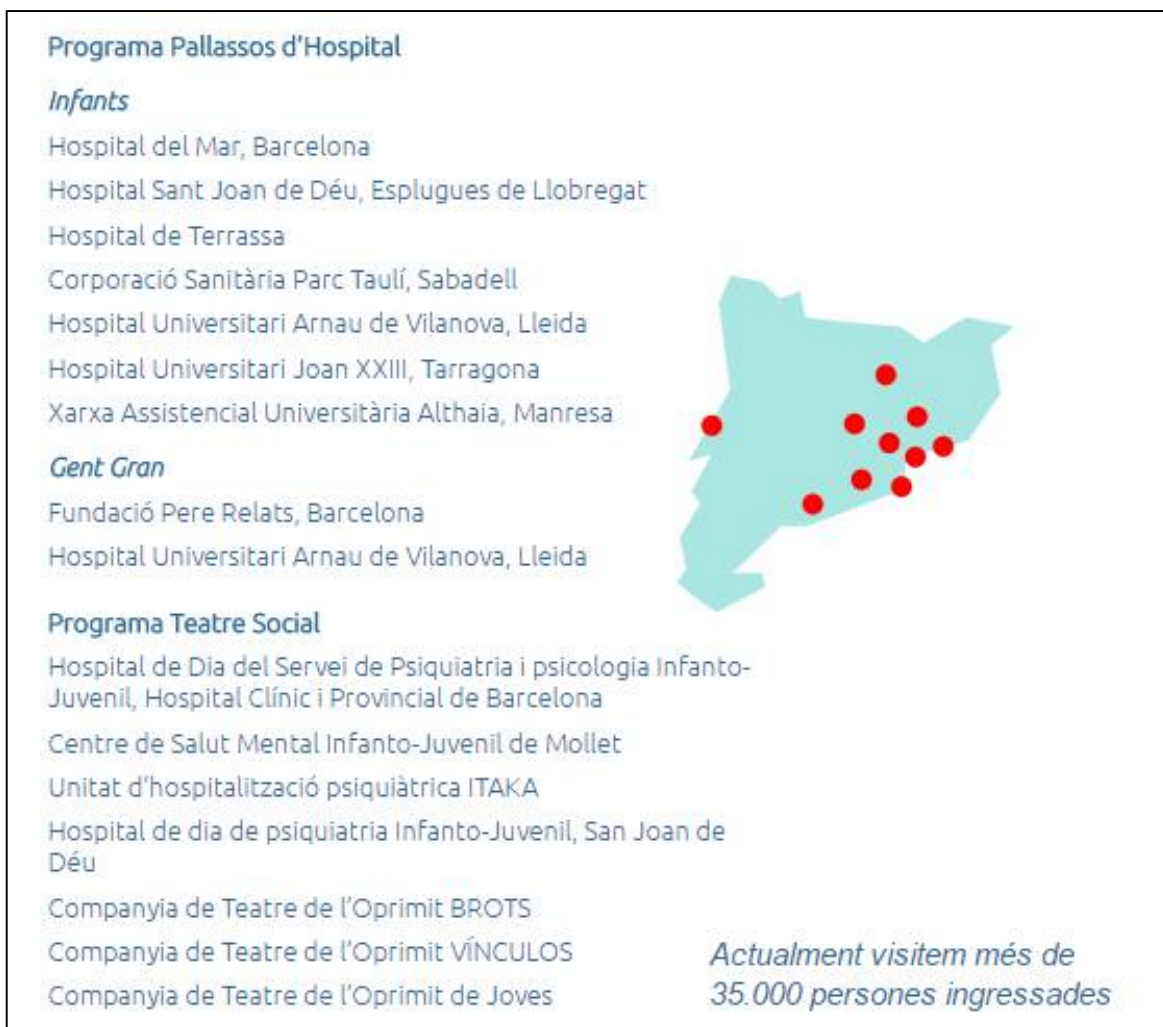 Programa Pallassos d'Hospital
Infants
Hospital del Mar, Barcelona
Hospital Sant Joan de Déu, Esplugues de Llobregat
Hospital de Terrassa
Corporació Sanitària Parc Taulí, Sabadell
Hospital Universitari Arnau de Vilanova, Lleida
Hospital Universitari Joan XXIII, Tarragona
Xarxa Assistencial Universitària Althaia, Manresa
Gent Gran
Fundació Pere Relats, Barcelona
Hospital Universitari Arnau de Vilanova, Lleida
Programa Teatre Social
Hospital de Dia del Servei de Psiquiatria i psicologia Infanto-
Juvenil, Hospital Clínic i Provincial de Barcelona
Centre de Salut Mental Infanto-Juvenil de Mollet
Unitat d'hospitalització psiquiàtrica ITAKA
Hospital de dia de psiquiatria Infanto-Juvenil, San Joan de
Déu
Companyia de Teatre de l'Oprimit BROTS
Companyia de Teatre de l'Oprimit VÍNCULOS
Companyia de Teatre de l'Oprimit de Joves
Actualment visitem més de
35.000 persones ingressades